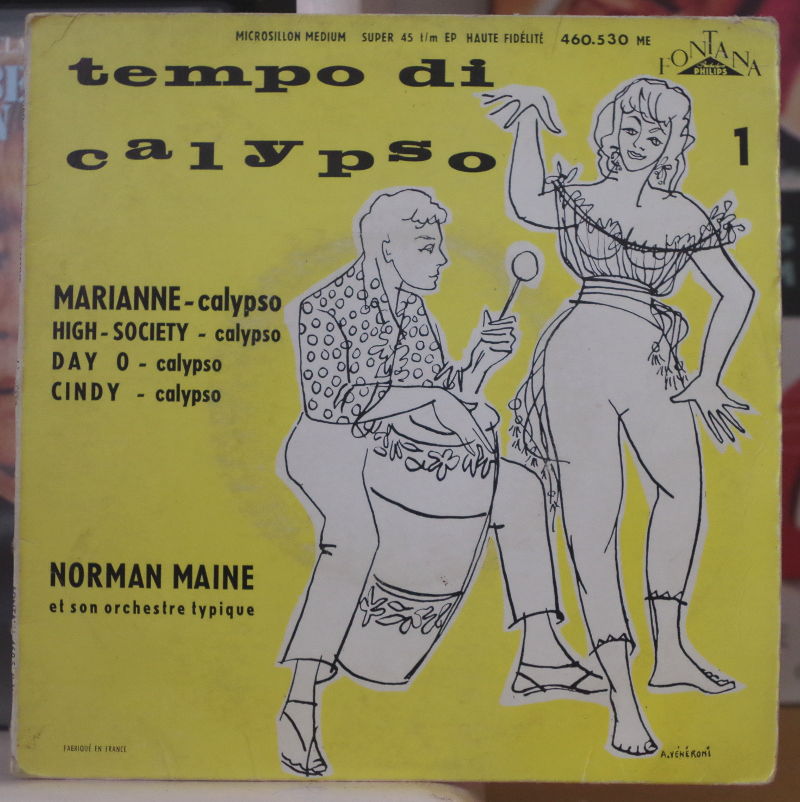 MICROSILLON MEDIUM SUPER 45 t/m EP HAUTE FIDÉLITÉ 460.530 ME
FONTANA
PHILIPS
tempo di
calypso
1
MARIANNE - calypso
HIGH-SOCIETY - calypso
DAY O - calypso
CINDY - calypso
NORMAN MAINE
et son orchestre typique
FABRIQUÉ EN FRANCE
A.VÉNÉRONI